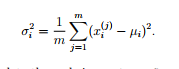 σ_i^2 = \frac{1}{m} \sum_{j=1}^{m} (x_i^{(j)} − μ_i)^2.